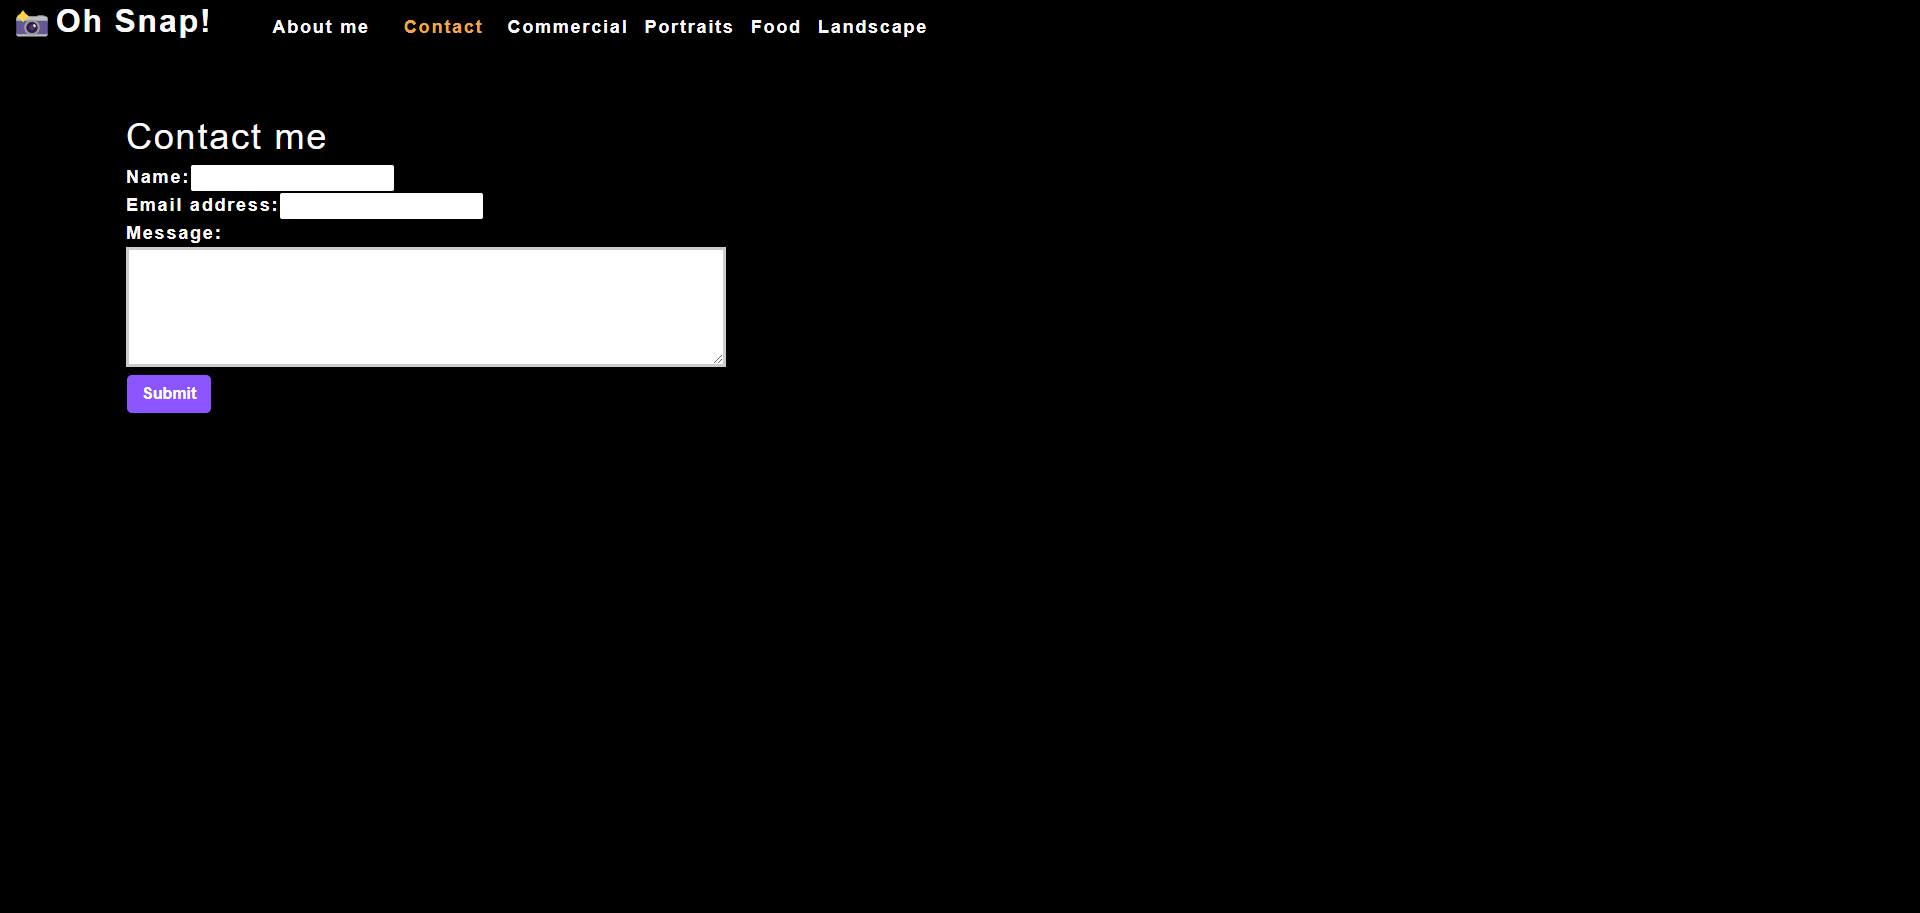 📸 Oh Snap! About me Contact Commercial Portraits Food Landscape
Contact me
Name:
Email address:
Message:
Submit